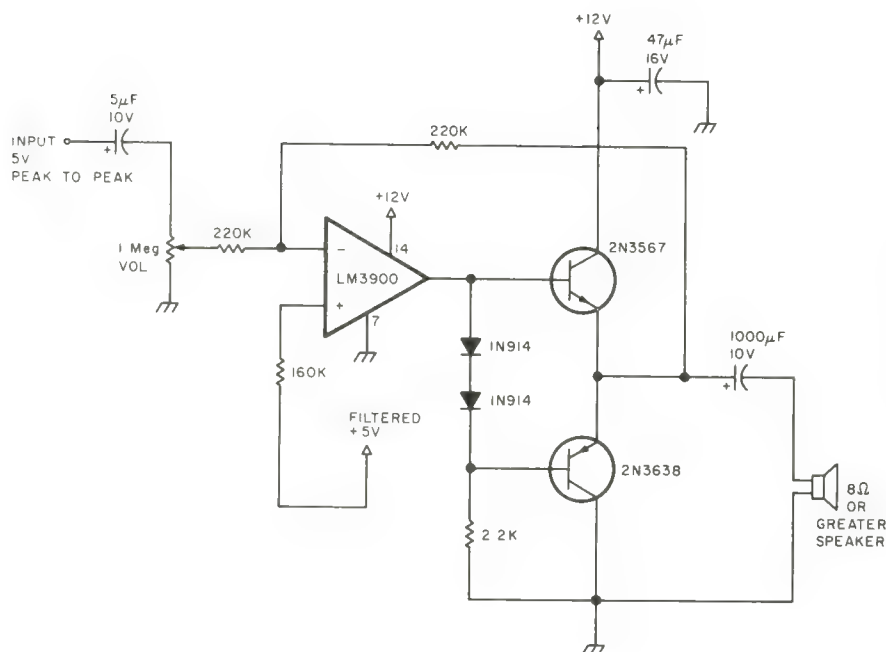 +12V
47µF
16V
+
5µF
10V
+
INPUT
5V
PEAK TO PEAK
220K
+12V
220K
1 Meg
VOL
−
14
LM3900
+
7
2N3567
1N914
160K
1N914
FILTERED
+5V
1000µF
10V
+
2N3638
2.2K
8Ω
OR
GREATER
SPEAKER